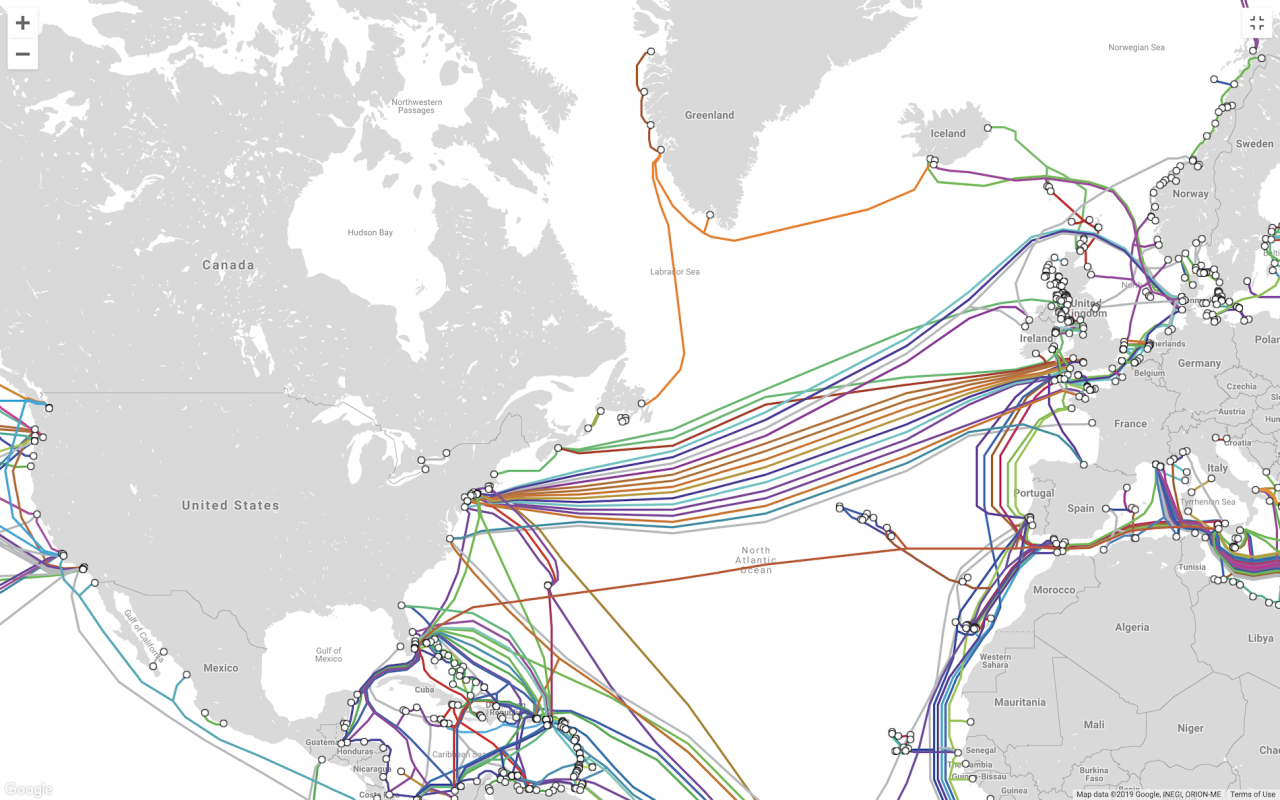 +
−
Norwegian Sea
Northwestern
Passages
Greenland
Iceland
Sweden
Norway
Hudson Bay
Canada
Labrador Sea
United
Kingdom
Ireland
Poland
Germany
Belgium
Czechia
Austria
France
Croatia
Italy
United States
Portugal
Spain
Tyrrhenian Sea
North
Atlantic
Ocean
Tunisia
Morocco
Algeria
Libya
Gulf of California
Gulf of
Mexico
Mexico
Western
Sahara
Cuba
Mauritania
Mali
Niger
Guatemala
Honduras
Caribbean Sea
Nicaragua
Senegal
The Gambia
Guinea-Bissau
Burkina
Faso
Guinea
Google
Map data ©2019 Google, INEGI, ORION-ME
Terms of Use